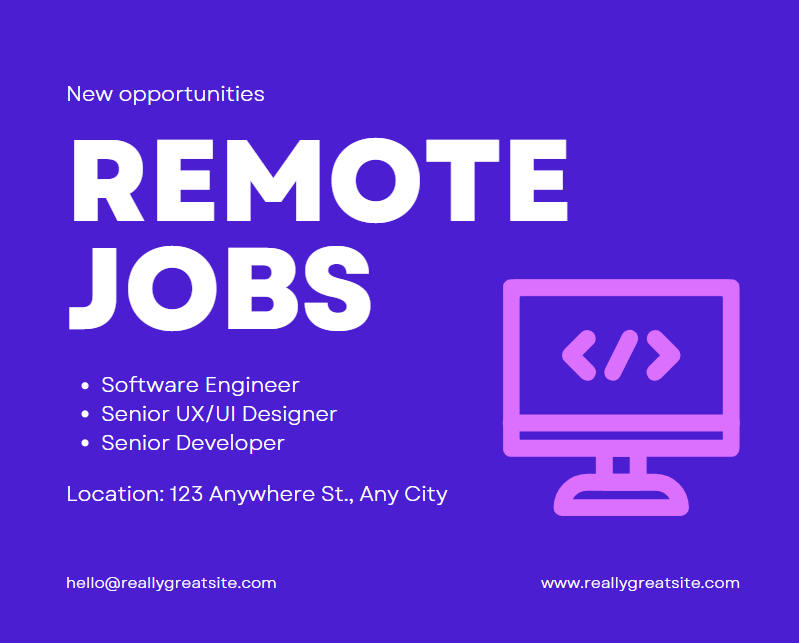 New opportunities
REMOTE
JOBS
• Software Engineer
• Senior UX/UI Designer
• Senior Developer
Location: 123 Anywhere St., Any City
</>
hello@reallygreatsite.com
www.reallygreatsite.com